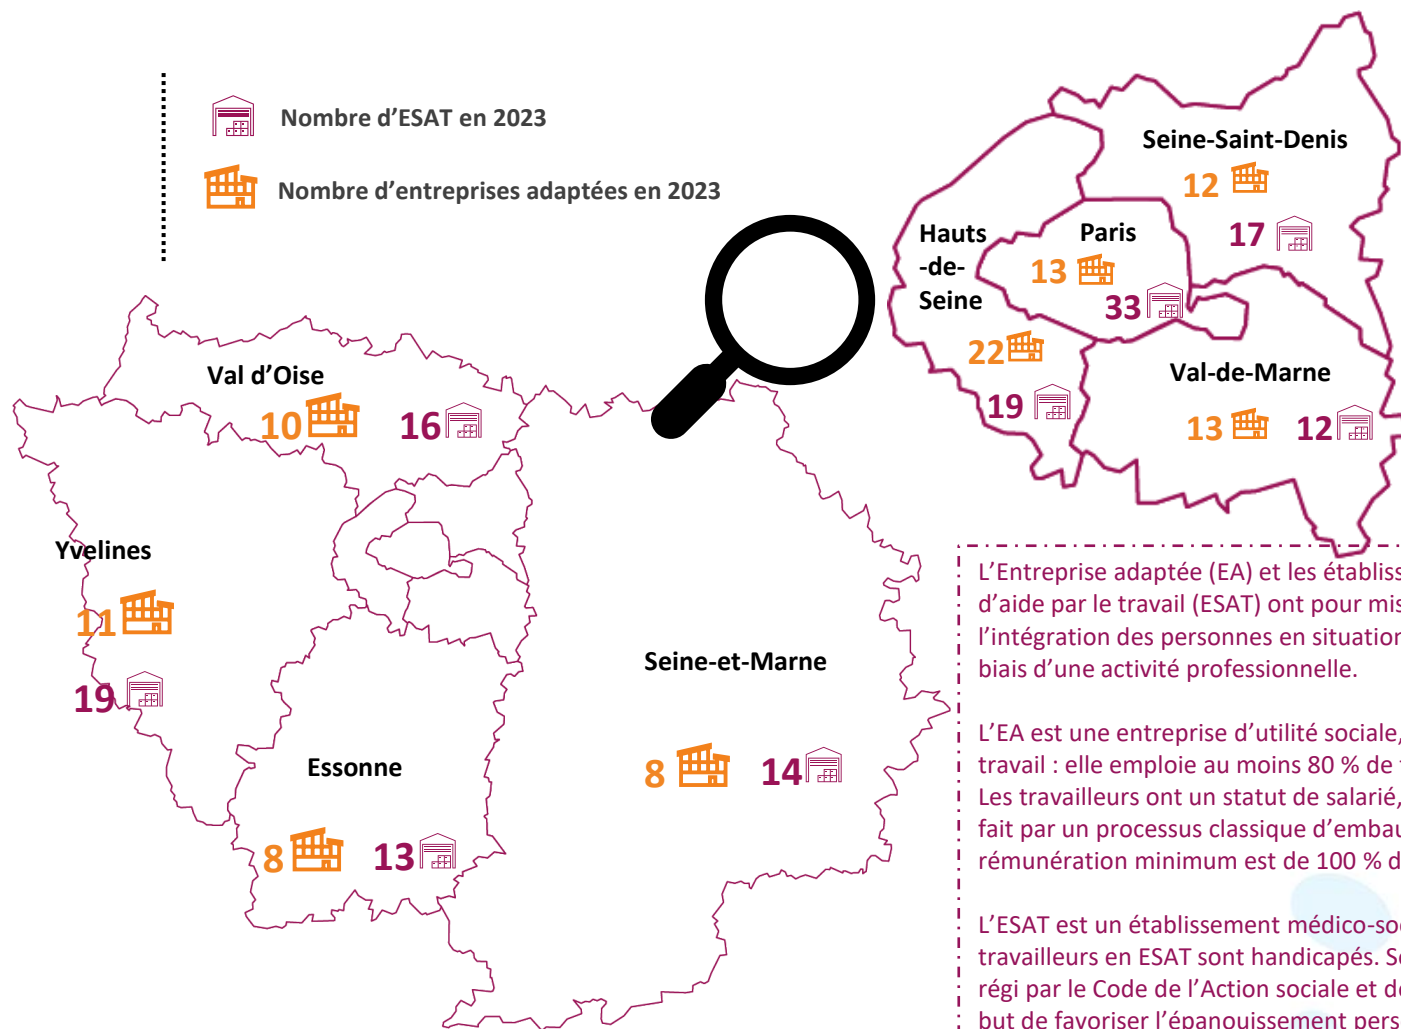 Nombre d’ESAT en 2023
Nombre d’entreprises adaptées en 2023
Seine-Saint-Denis
12
17
Hauts
-de-
Seine
22
19
Paris
13
33
Val-de-Marne
13
12
Val d’Oise
10
16
Yvelines
11
19
Essonne
8
13
Seine-et-Marne
8
14
L’Entreprise adaptée (EA) et les établiss
d’aide par le travail (ESAT) ont pour mis
l’intégration des personnes en situation
biais d’une activité professionnelle.
L’EA est une entreprise d’utilité sociale,
travail : elle emploie au moins 80 % de
Les travailleurs ont un statut de salarié,
fait par un processus classique d’embau
rémunération minimum est de 100 % d
L’ESAT est un établissement médico-so
travailleurs en ESAT sont handicapés. S
régi par le Code de l’Action sociale et d
but de favoriser l’épanouissement pers